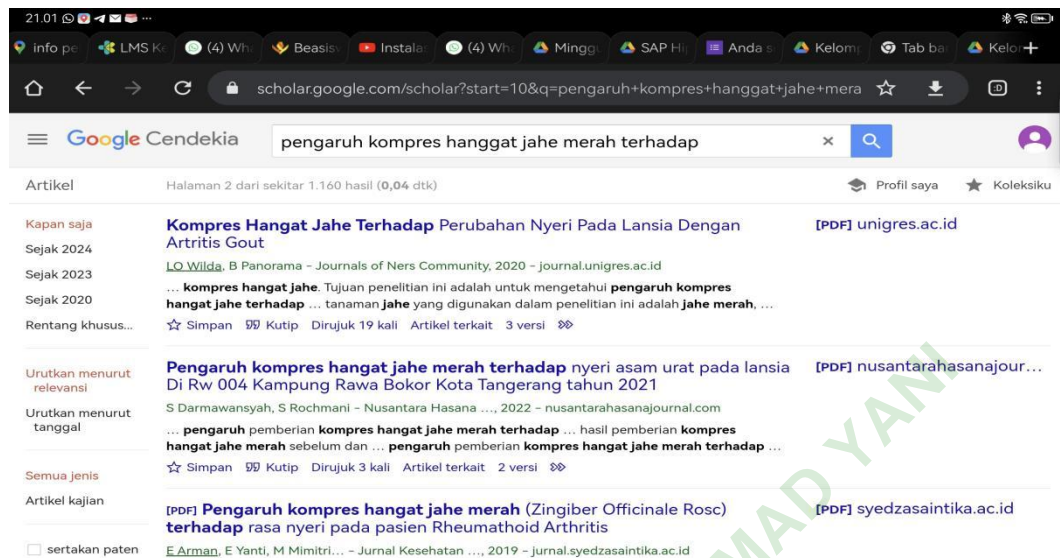 21.01
info pe LMS Ke (4) Wh Beasisv Instala (4) Wh Minggu SAP Hi Anda s Kelom Tab ba Kelor
scholar.google.com/scholar?start=10&q=pengaruh+kompres+hanggat+jahe+mera
Google Cendekia
pengaruh kompres hanggat jahe merah terhadap
Artikel
Halaman 2 dari sekitar 1.160 hasil (0,04 dtk)
Profil saya
Koleksiku
Kapan saja
Sejak 2024
Sejak 2023
Sejak 2020
Rentang khusus...
Urutkan menurut
relevansi
Urutkan menurut
tanggal
Semua jenis
Artikel kajian
sertakan paten
Kompres Hangat Jahe Terhadap Perubahan Nyeri Pada Lansia Dengan
Artritis Gout
[PDF] unigres.ac.id
LO Wilda, B Panorama - Journals of Ners Community, 2020 - journal.unigres.ac.id
... kompres hangat jahe. Tujuan penelitian ini adalah untuk mengetahui pengaruh kompres
hangat jahe terhadap ... tanaman jahe yang digunakan dalam penelitian ini adalah jahe merah, ...
Simpan Kutip Dirujuk 19 kali Artikel terkait 3 versi
Pengaruh kompres hangat jahe merah terhadap nyeri asam urat pada lansia
Di Rw 004 Kampung Rawa Bokor Kota Tangerang tahun 2021
[PDF] nusantarahasanajour...
S Darmawansyah, S Rochmani - Nusantara Hasana ..., 2022 - nusantarahasanajournal.com
... pengaruh pemberian kompres hangat jahe merah terhadap ... hasil pemberian kompres
hangat jahe merah sebelum dan ... pengaruh pemberian kompres hangat jahe merah terhadap ...
Simpan Kutip Dirujuk 3 kali Artikel terkait 2 versi
[PDF] Pengaruh kompres hangat jahe merah (Zingiber Officinale Rosc)
terhadap rasa nyeri pada pasien Rheumathoid Arthritis
[PDF] syedzasaintika.ac.id
E Arman, E Yanti, M Mimitri... - Jurnal Kesehatan ..., 2019 - jurnal.syedzasaintika.ac.id
MAD YANI